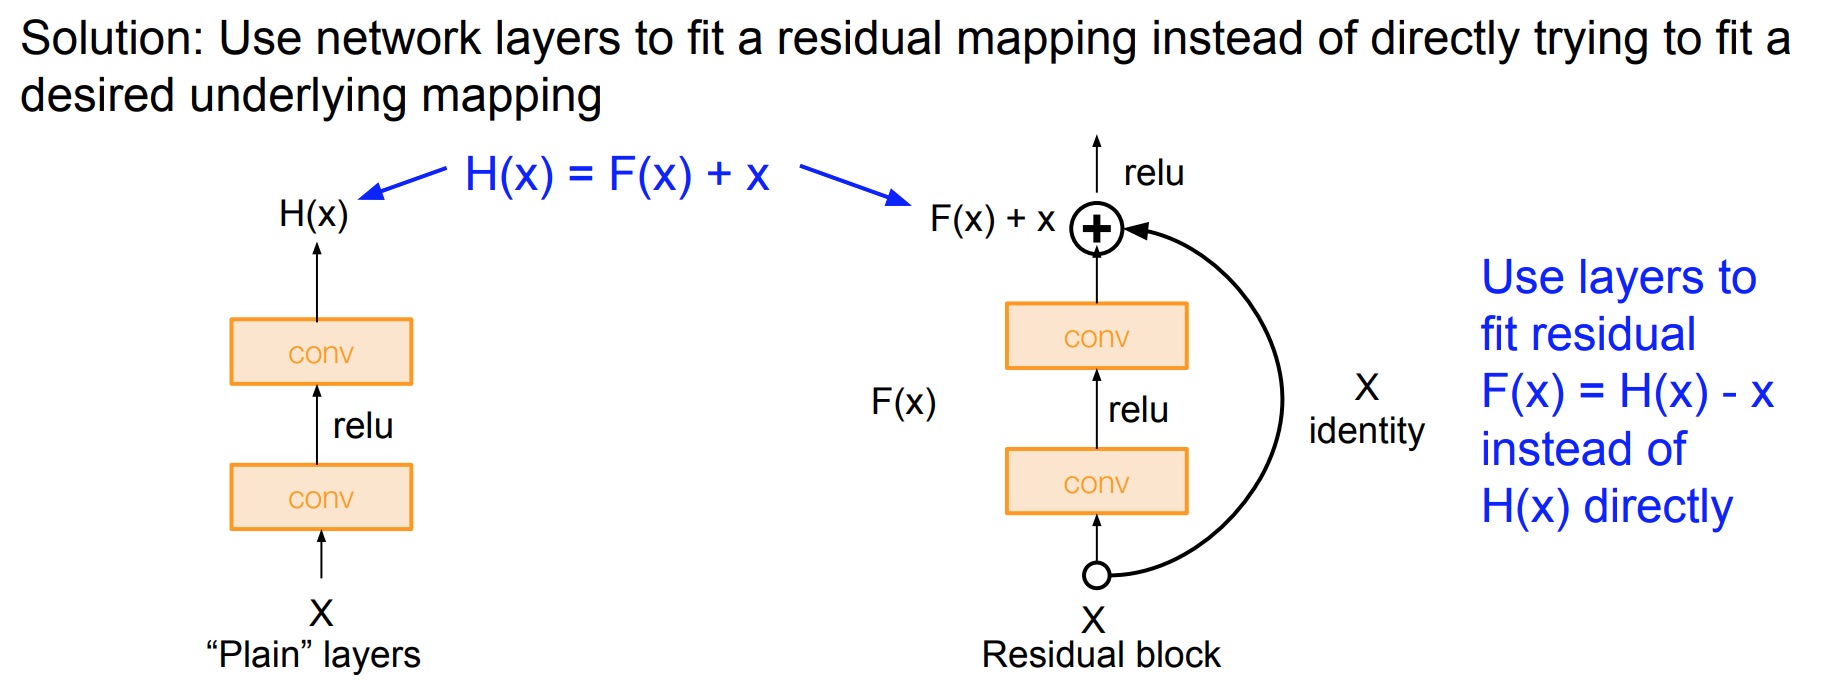 Solution: Use network layers to fit a residual mapping instead of directly trying to fit a
desired underlying mapping
H(x) = F(x) + x
H(x)
conv
relu
conv
X
“Plain” layers
relu
F(x) + x
+
conv
F(x)
relu
conv
X
identity
X
Residual block
Use layers to
fit residual
F(x) = H(x) - x
instead of
H(x) directly